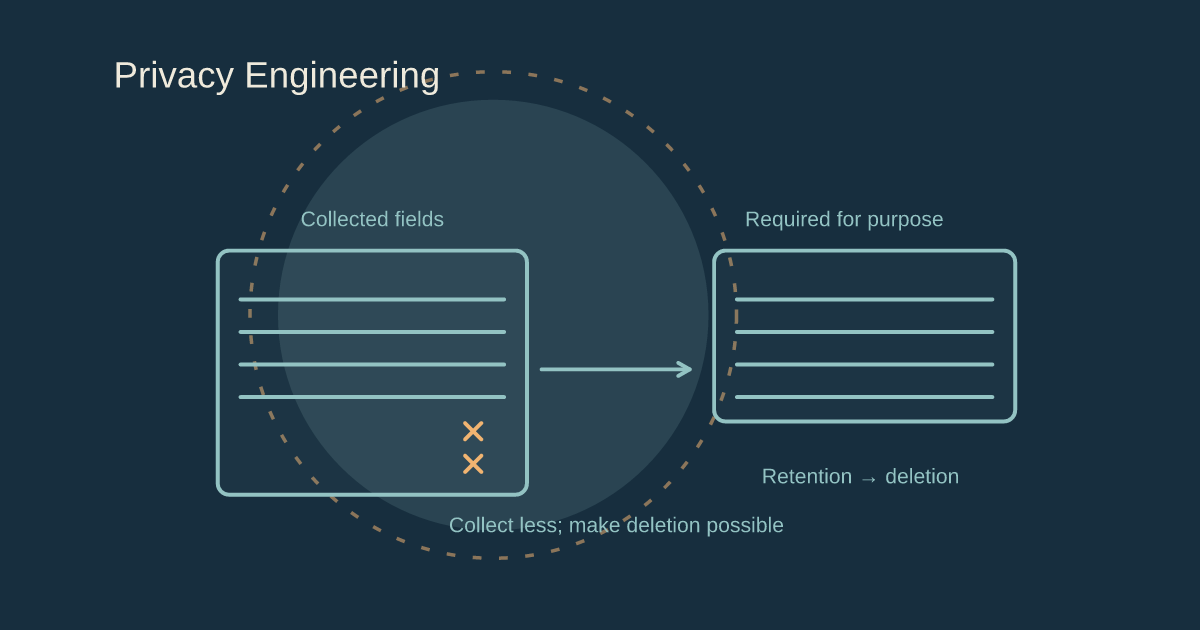 Privacy Engineering
Collected fields
Required for purpose
Retention → deletion
Collect less; make deletion possible